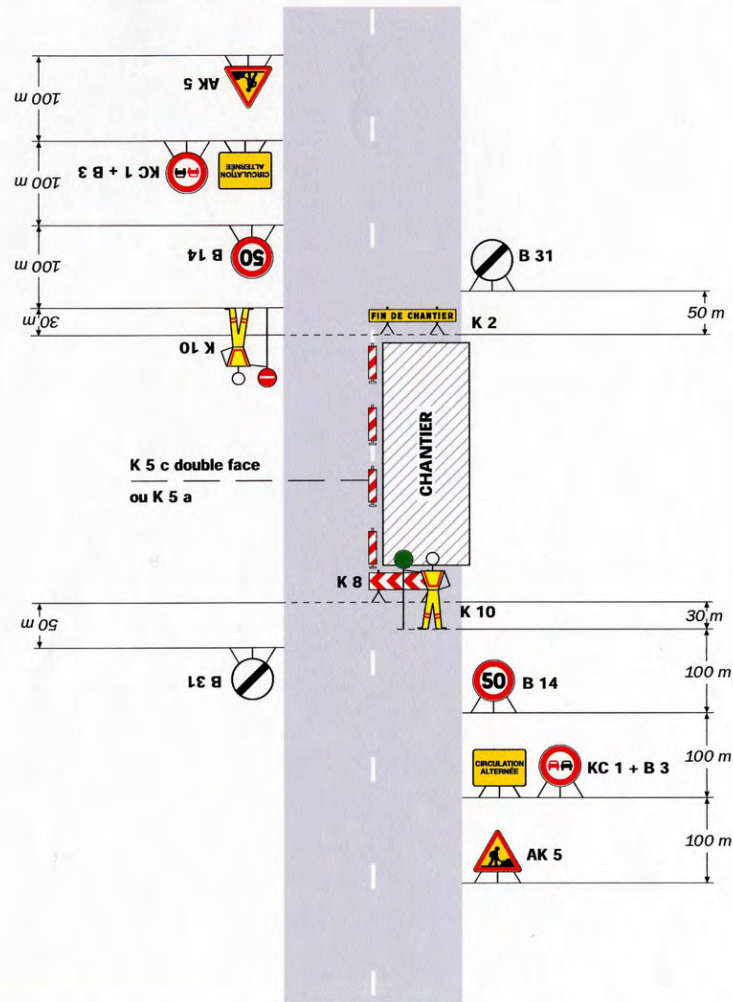 AK 5
100 m
KC 1 + B 3
CIRCULATION
ALTERNÉE
100 m
B 14
50
100 m
30 m
K 10
B 31
50 m
FIN DE CHANTIER
K 2
CHANTIER
K 5 c double face
ou K 5 a
K 8
K 10
30 m
50 m
B 31
50
B 14
100 m
CIRCULATION
ALTERNÉE
KC 1 + B 3
100 m
AK 5
100 m